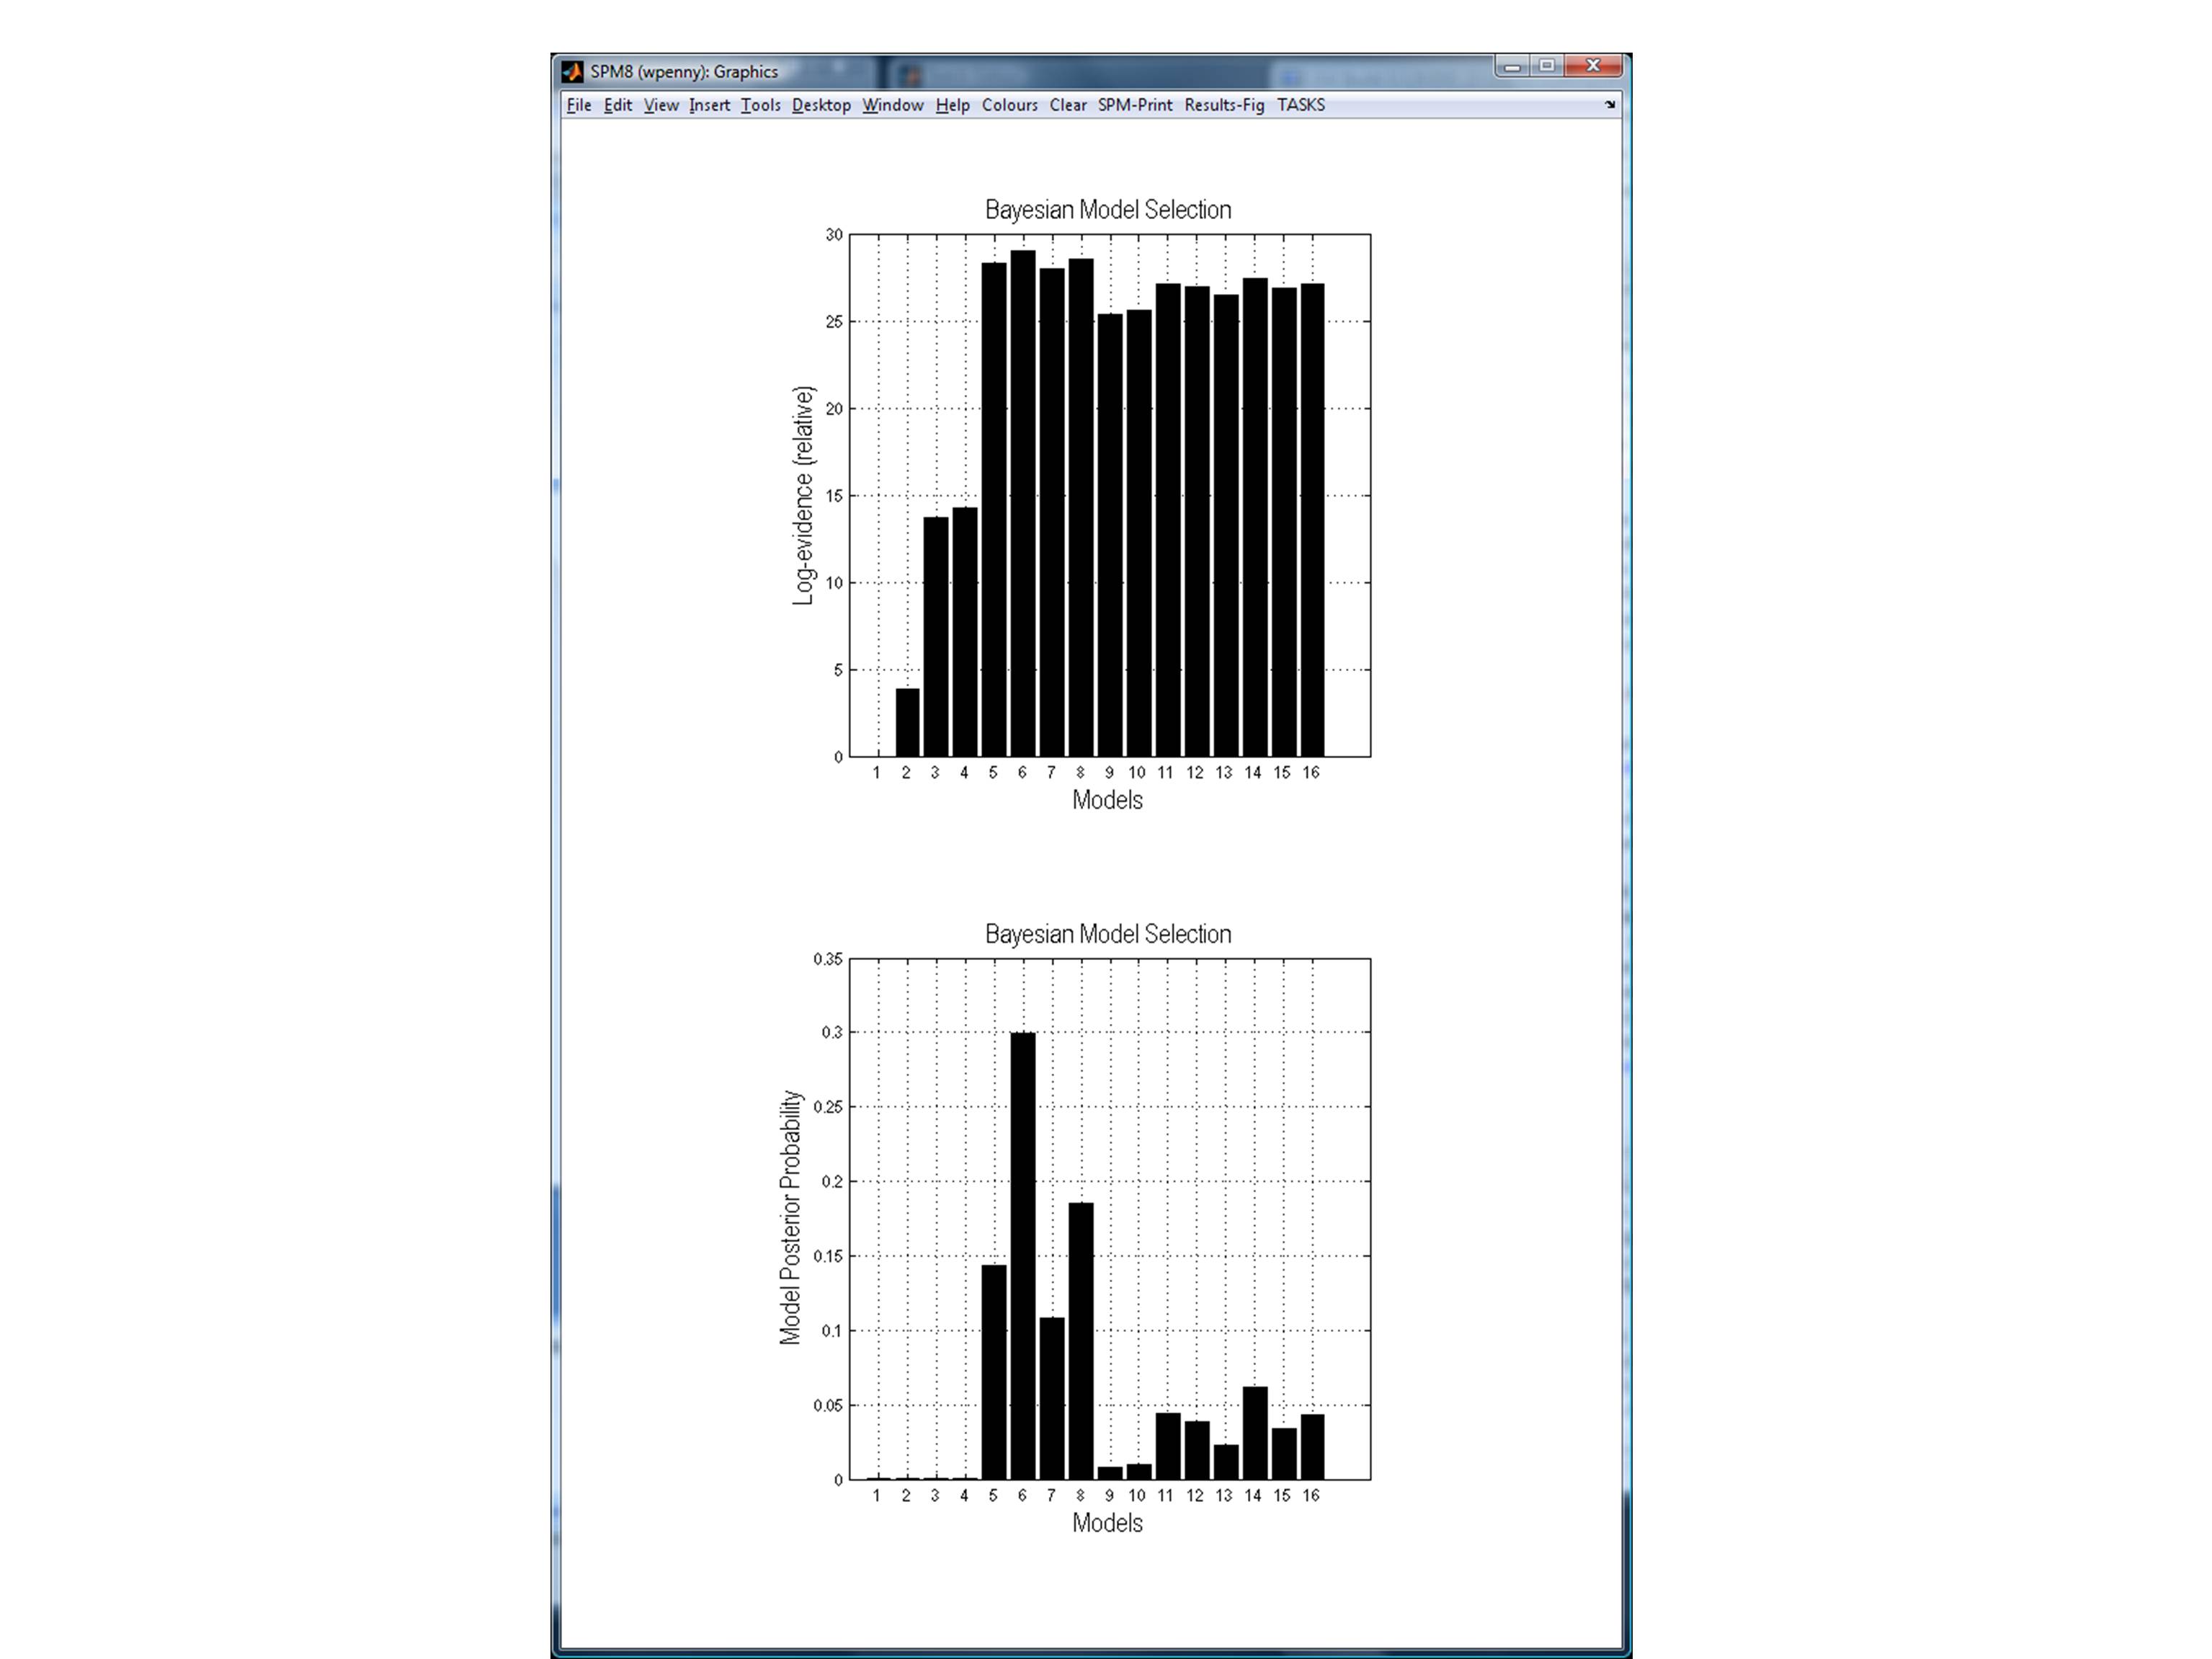 SPM8 (wpenny): Graphics
File Edit View Insert Tools Desktop Window Help Colours Clear SPM-Print Results-Fig TASKS
Bayesian Model Selection
30
25
20
15
10
5
0
Log-evidence (relative)
1 2 3 4 5 6 7 8 9 10 11 12 13 14 15 16
Models
Bayesian Model Selection
0.35
0.3
0.25
0.2
0.15
0.1
0.05
0
Model Posterior Probability
1 2 3 4 5 6 7 8 9 10 11 12 13 14 15 16
Models